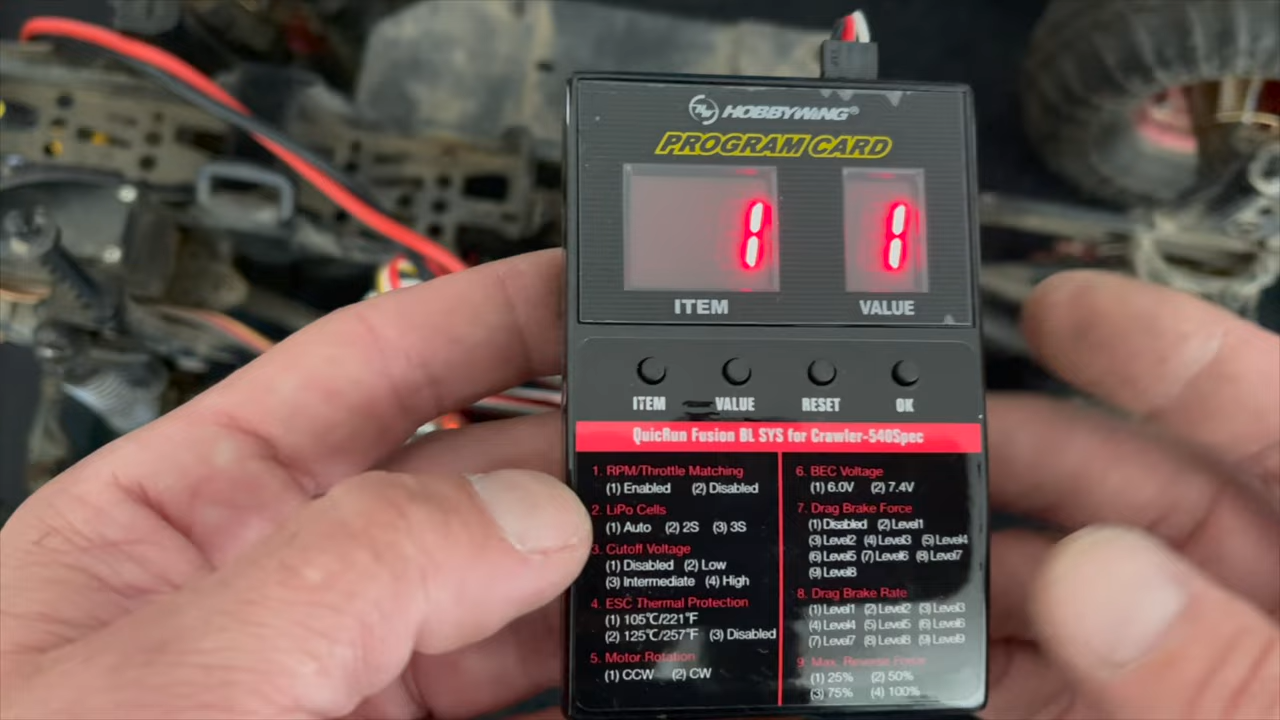 HOBBYWING®
PROGRAM CARD
1 1
ITEM VALUE
ITEM VALUE RESET OK
QuicRun Fusion BL SYS for Crawler-540Spec
1. RPM/Throttle Matching
(1) Enabled (2) Disabled
2. LiPo Cells
(1) Auto (2) 2S (3) 3S
3. Cutoff Voltage
(1) Disabled (2) Low
(3) Intermediate (4) High
4. ESC Thermal Protection
(1) 105℃/221℉
(2) 125℃/257℉ (3) Disabled
5. Motor Rotation
(1) CCW (2) CW
6. BEC Voltage
(1) 6.0V (2) 7.4V
7. Drag Brake Force
(1) Disabled (2) Level1
(3) Level2 (4) Level3 (5) Level4
(6) Level5 (7) Level6 (8) Level7
(9) Level8
8. Drag Brake Rate
(1) Level1 (2) Level2 (3) Level3
(4) Level4 (5) Level5 (6) Level6
(7) Level7 (8) Level8 (9) Level9
9. Max. Reverse Force
(1) 25% (2) 50%
(3) 75% (4) 100%